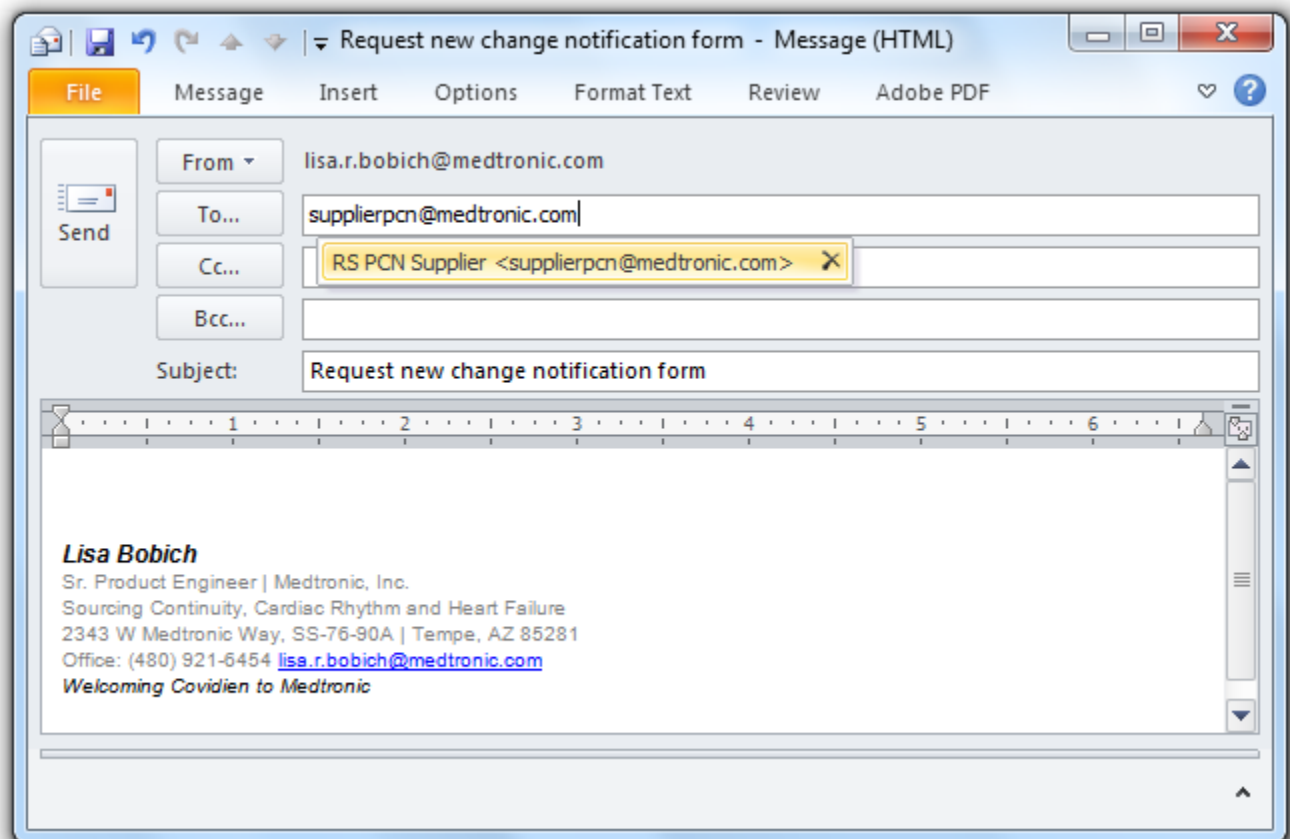 Request new change notification form - Message (HTML)
File Message Insert Options Format Text Review Adobe PDF
From lisa.r.bobich@medtronic.com
Send
To... supplierpcn@medtronic.com
Cc... RS PCN Supplier <supplierpcn@medtronic.com>
Bcc...
Subject: Request new change notification form
1 2 3 4 5 6
Lisa Bobich
Sr. Product Engineer | Medtronic, Inc.
Sourcing Continuity, Cardiac Rhythm and Heart Failure
2343 W Medtronic Way, SS-76-90A | Tempe, AZ 85281
Office: (480) 921-6454 lisa.r.bobich@medtronic.com
Welcoming Covidien to Medtronic